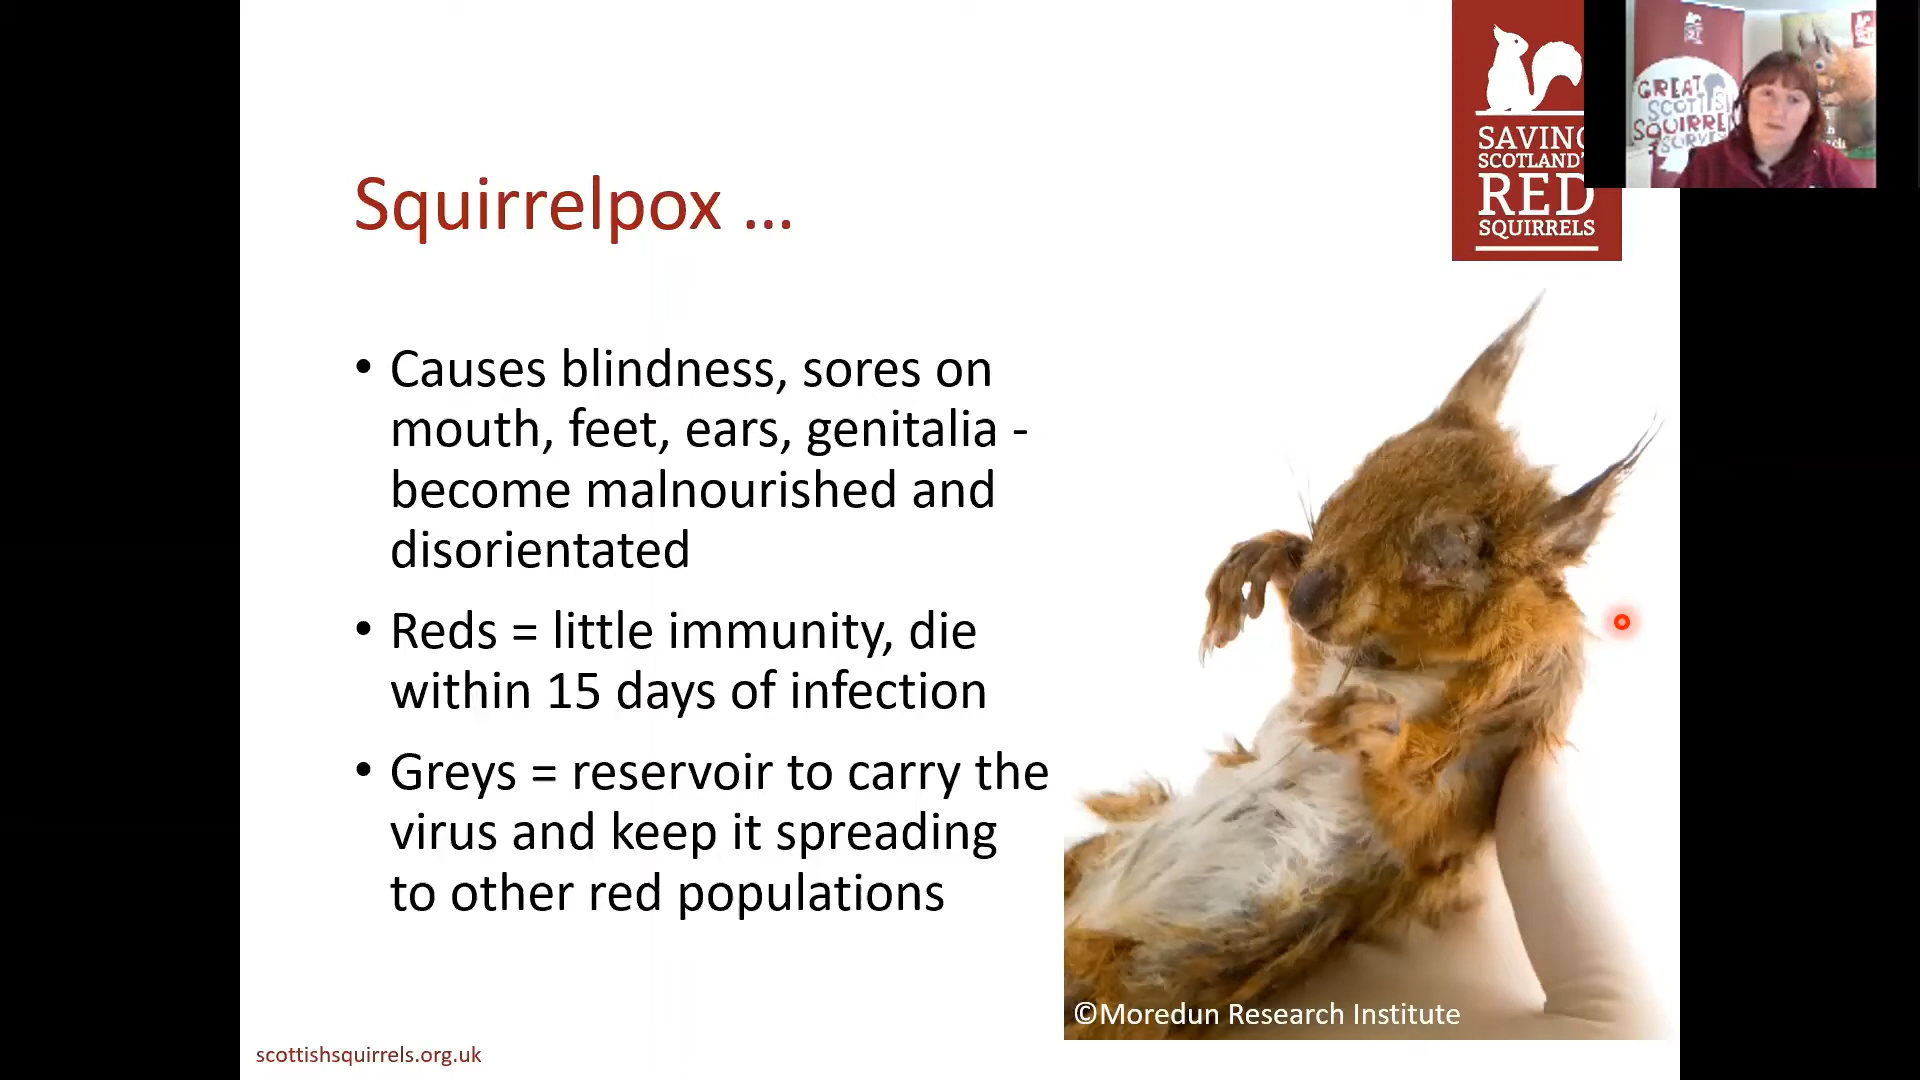 Squirrelpox ...
SAVING
SCOTLAND'
RED
SQUIRRELS
GREAT
SCOTTISH
SQUIRREL
SURVEY
• Causes blindness, sores on
mouth, feet, ears, genitalia -
become malnourished and
disorientated
• Reds = little immunity, die
within 15 days of infection
• Greys = reservoir to carry the
virus and keep it spreading
to other red populations
©Moredun Research Institute
scottishsquirrels.org.uk